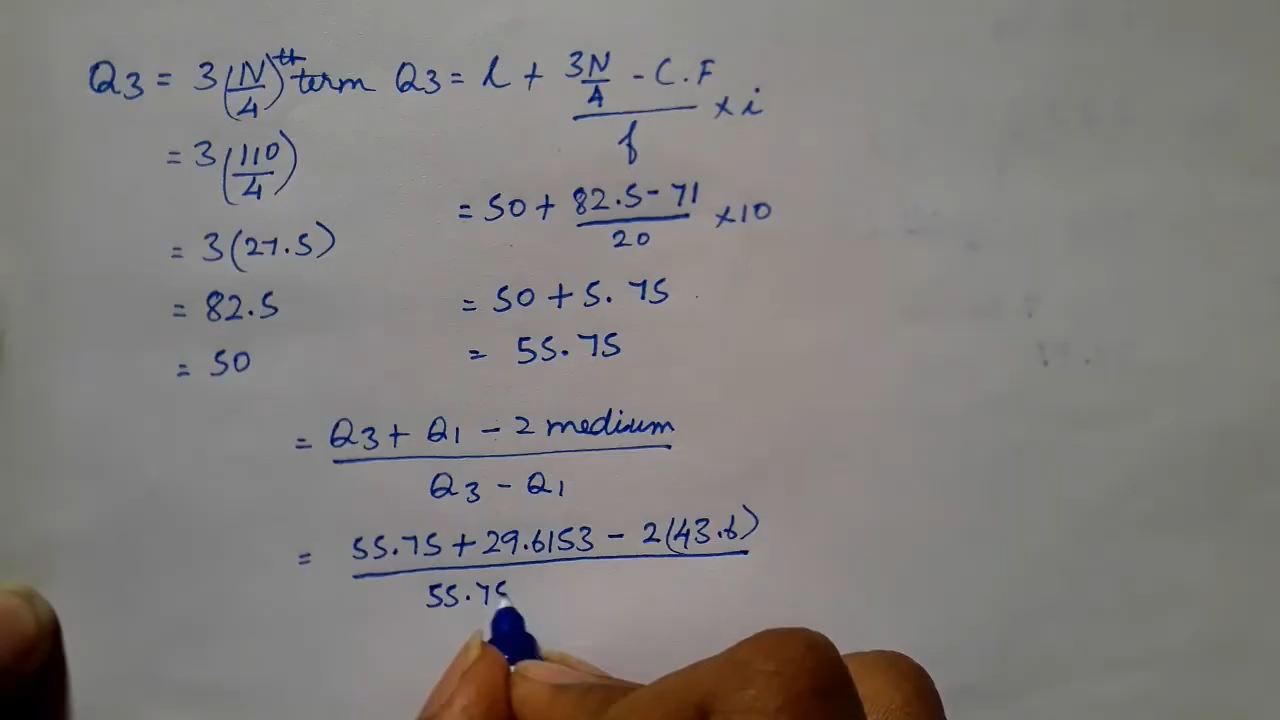 Q3 = 3(N/4)th term Q3 = l + 3N/4 - C.F / f × i
= 3(110/4)
= 50 + 82.5 - 71 / 20 × 10
= 3(27.5)
= 82.5
= 50 + 5.75
= 50
= 55.75
= Q3 + Q1 - 2 medium / Q3 - Q1
= 55.75 + 29.6153 - 2(43.6) / 55.75